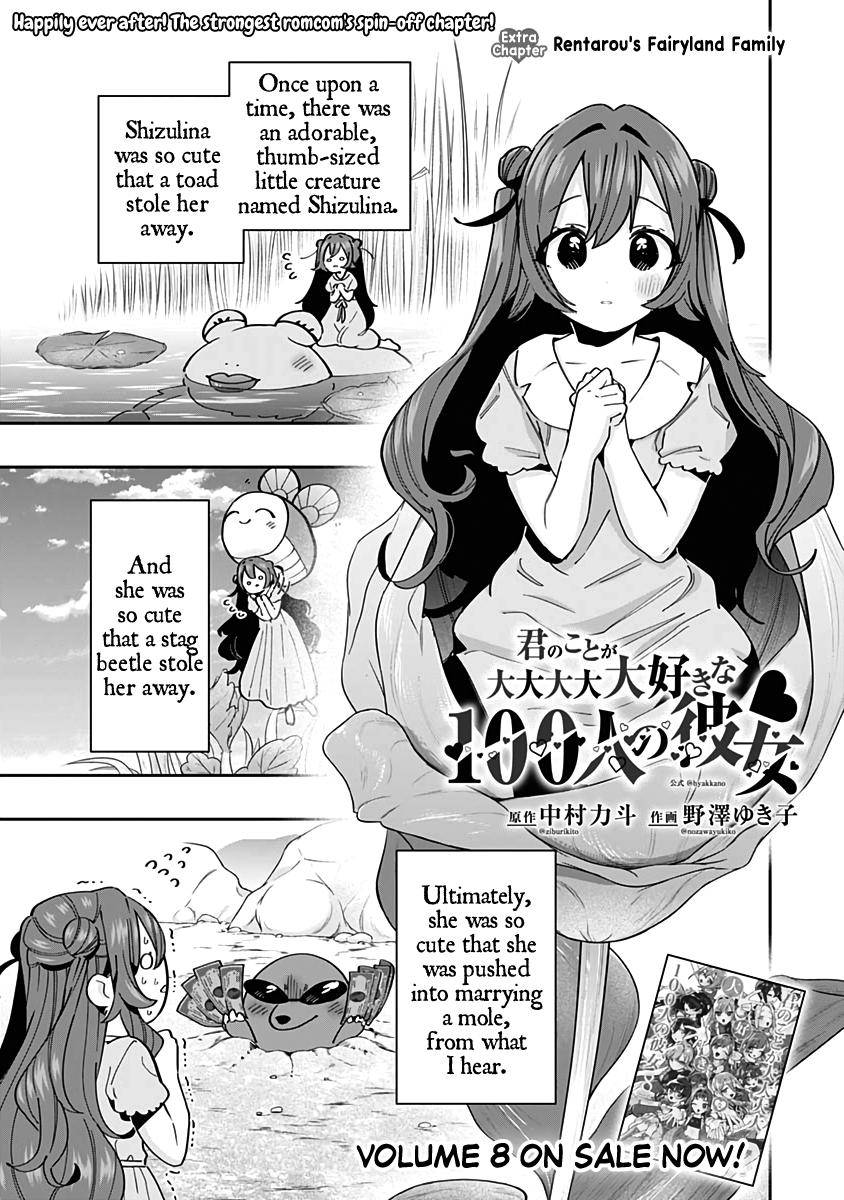 Happily ever after! The strongest romcom's spin-off chapter!
Extra
Chapter
Rentarou's Fairyland Family
Once upon a
time, there was
an adorable,
thumb-sized
little creature
named Shizulina.
Shizulina
was so cute
that a toad
stole her
away.
And
she was
so cute
that a stag
beetle stole
her away.
君のことが
大大大大大好きな
100人の彼女
公式 @hyakkano
原作 中村力斗 作画 野澤ゆき子
@ziburikito @nozawayukiko
Ultimately,
she was so
cute that she
was pushed
into marrying
a mole,
from what
I hear.
VOLUME 8 ON SALE NOW!